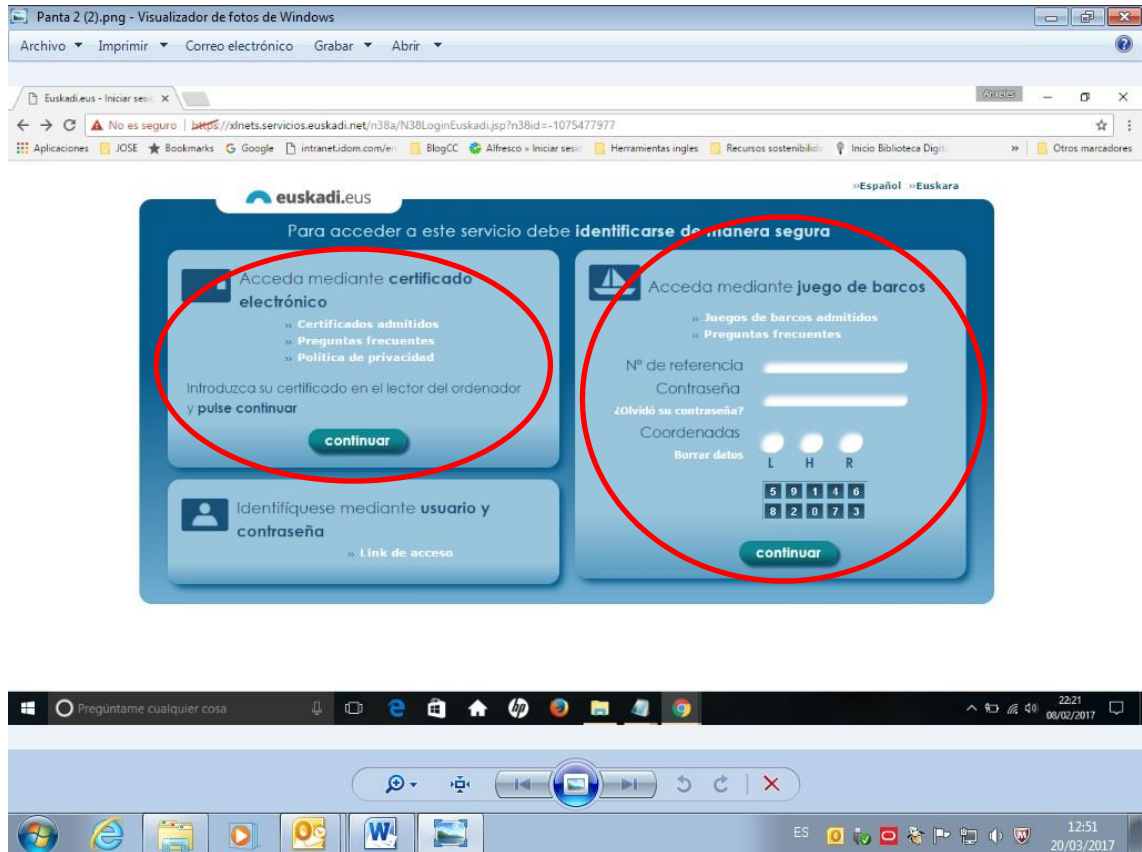 Panta 2 (2).png - Visualizador de fotos de Windows
Archivo Imprimir Correo electrónico Grabar Abrir
Euskadi.eus - Iniciar sesi
No es seguro | https://xlnets.servicios.euskadi.net/n38a/N38LoginEuskadi.jsp?n38id=-1075477977
Aplicaciones JOSE Bookmarks Google intranet.idom.com/en BlogCC Alfresco » Iniciar sesi Herramientas ingles Recursos sostenibilid Inicio Biblioteca Digit » Otros marcadores
»Español »Euskara
euskadi.eus
Para acceder a este servicio debe identificarse de manera segura
Acceda mediante certificado
electrónico
» Certificados admitidos
» Preguntas frecuentes
» Política de privacidad
Introduzca su certificado en el lector del ordenador
y pulse continuar
continuar
Identifíquese mediante usuario y
contraseña
» Link de acceso
Acceda mediante juego de barcos
» Juegos de barcos admitidos
» Preguntas frecuentes
Nº de referencia
Contraseña
¿Olvidó su contraseña?
Coordenadas
Borrar datos
L H R
5 9 1 4 6
8 2 0 7 3
continuar
Pregúntame cualquier cosa
22:21
08/02/2017
ES
12:51
20/03/2017